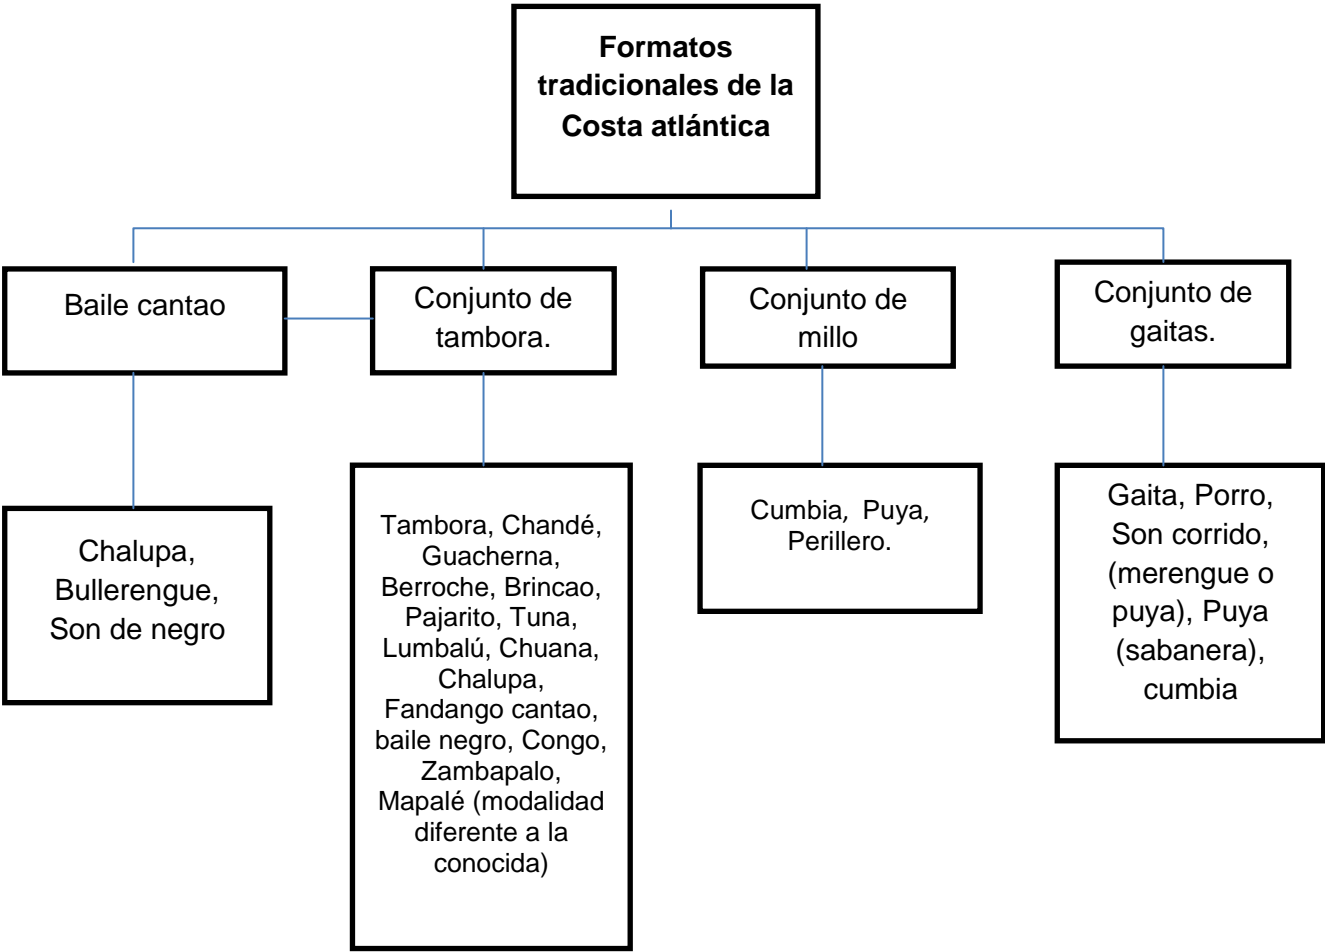 Formatos
tradicionales de la
Costa atlántica
Baile cantao
Conjunto de
tambora.
Conjunto de
millo
Conjunto de
gaitas.
Chalupa,
Bullerengue,
Son de negro
Tambora, Chandé,
Guacherna,
Berroche, Brincao,
Pajarito, Tuna,
Lumbalú, Chuana,
Chalupa,
Fandango cantao,
baile negro, Congo,
Zambapalo,
Mapalé (modalidad
diferente a la
conocida)
Cumbia, Puya,
Perillero.
Gaita, Porro,
Son corrido,
(merengue o
puya), Puya
(sabanera),
cumbia